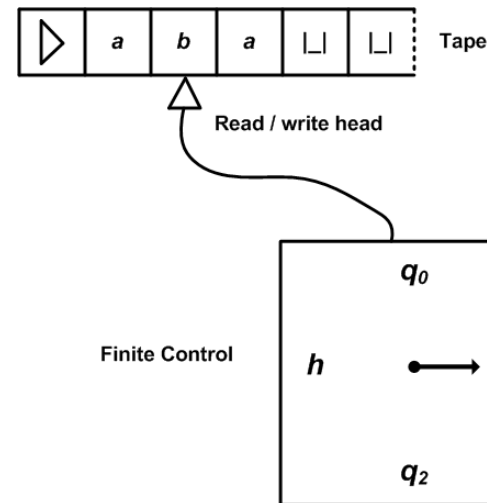 ▷ a b a |_| |_| Tape
Read / write head
q₀
Finite Control h
q₂